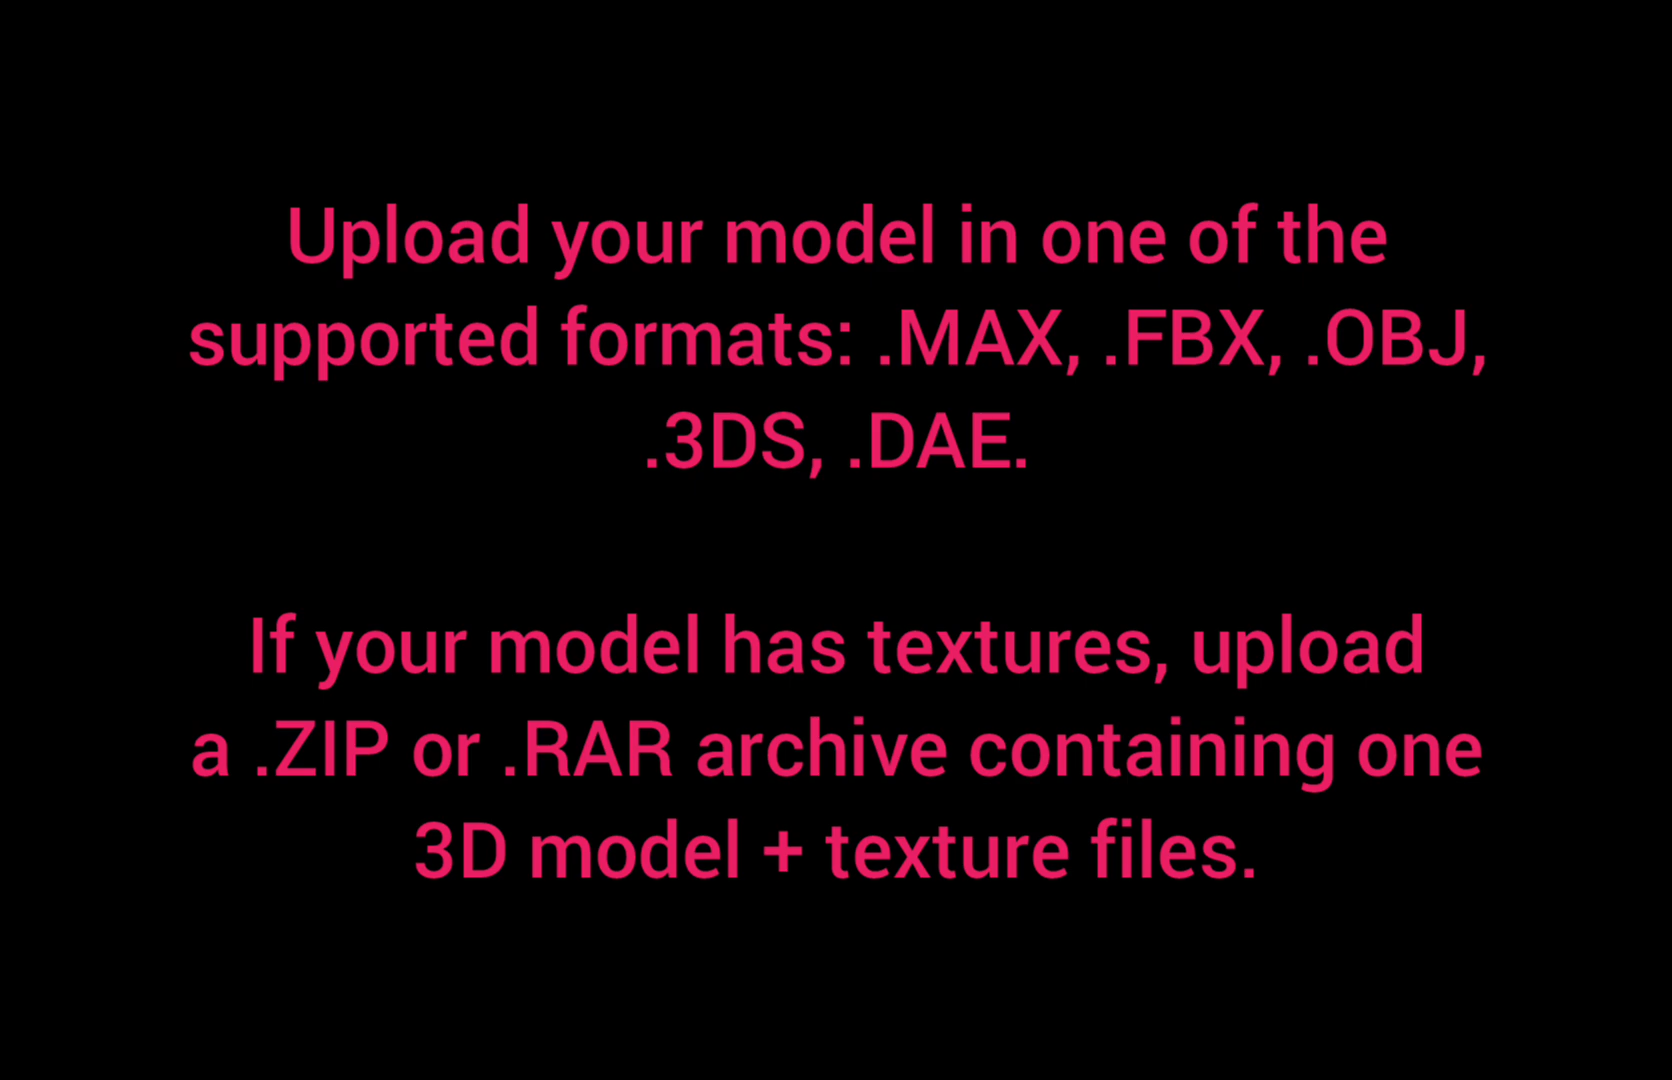 Upload your model in one of the
supported formats: .MAX, .FBX, .OBJ,
.3DS, .DAE.
If your model has textures, upload
a .ZIP or .RAR archive containing one
3D model + texture files.